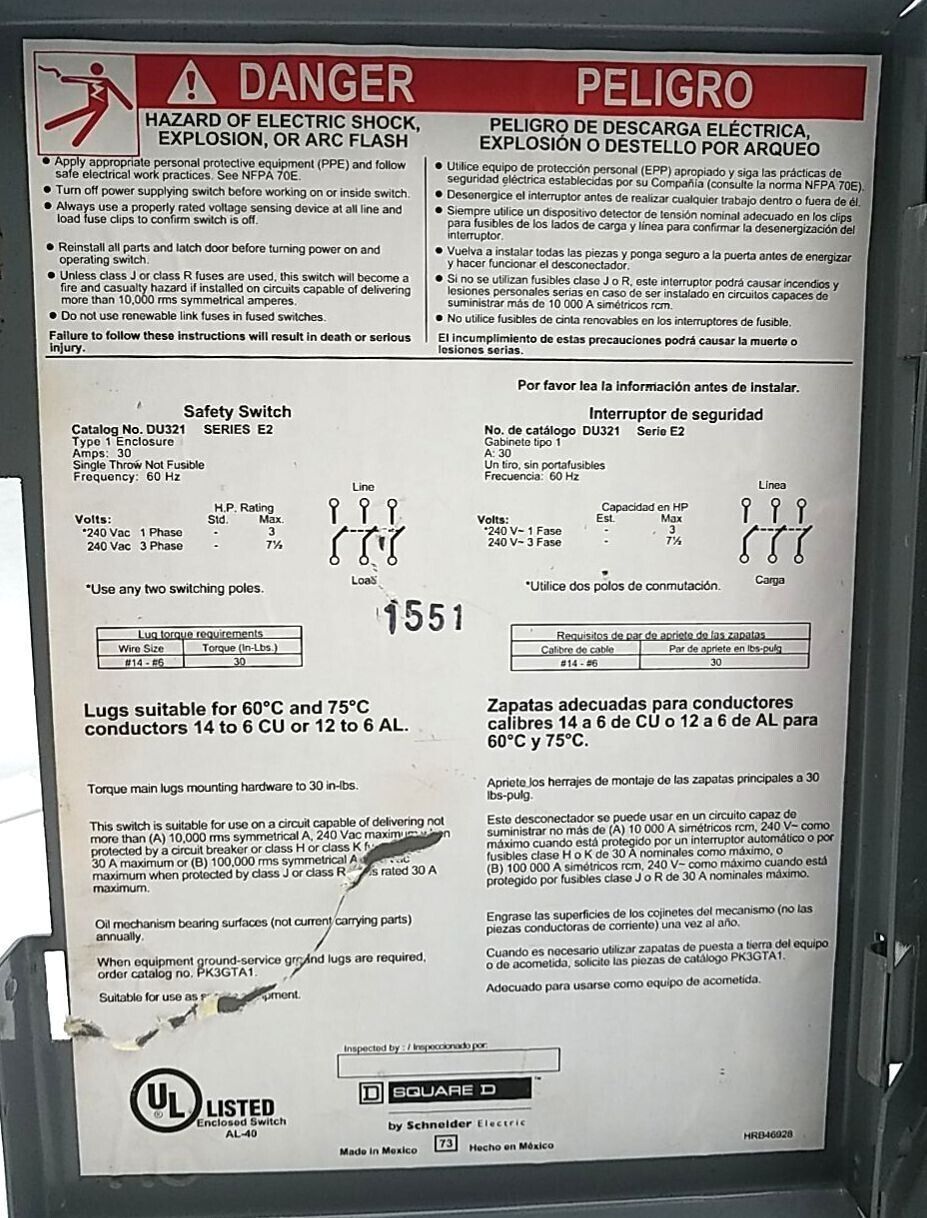 DANGER
HAZARD OF ELECTRIC SHOCK,
EXPLOSION, OR ARC FLASH
● Apply appropriate personal protective equipment (PPE) and follow
safe electrical work practices. See NFPA 70E.
● Turn off power supplying switch before working on or inside switch.
● Always use a properly rated voltage sensing device at all line and
load fuse clips to confirm switch is off.
● Reinstall all parts and latch door before turning power on and
operating switch.
● Unless class J or class R fuses are used, this switch will become a
fire and casualty hazard if installed on circuits capable of delivering
more than 10,000 rms symmetrical amperes.
● Do not use renewable link fuses in fused switches.
Failure to follow these instructions will result in death or serious
injury.
PELIGRO
PELIGRO DE DESCARGA ELÉCTRICA,
EXPLOSIÓN O DESTELLO POR ARQUEO
● Utilice equipo de protección personal (EPP) apropiado y siga las prácticas de
seguridad eléctrica establecidas por su Compañía (consulte la norma NFPA 70E).
● Desenergice el interruptor antes de realizar cualquier trabajo dentro o fuera de él.
● Siempre utilice un dispositivo detector de tensión nominal adecuado en los clips
para fusibles de los lados de carga y línea para confirmar la desenergización del
interruptor.
● Vuelva a instalar todas las piezas y ponga seguro a la puerta antes de energizar
y hacer funcionar el desconectador.
● Si no se utilizan fusibles clase J o R, este interruptor podrá causar incendios y
lesiones personales serias en caso de ser instalado en circuitos capaces de
suministrar más de 10 000 A simétricos rcm.
● No utilice fusibles de cinta renovables en los interruptores de fusible.
El incumplimiento de estas precauciones podrá causar la muerte o
lesiones serias.
Por favor lea la información antes de instalar.
Safety Switch
Catalog No. DU321 SERIES E2
Type 1 Enclosure
Amps: 30
Single Throw Not Fusible
Frequency: 60 Hz
H.P. Rating
Volts: Std. Max.
*240 Vac 1 Phase - 3
240 Vac 3 Phase - 7½
Line
Load
*Use any two switching poles.
1551
Lug torque requirements
Wire Size Torque (In-Lbs.)
#14 - #6 30
Lugs suitable for 60°C and 75°C
conductors 14 to 6 CU or 12 to 6 AL.
Torque main lugs mounting hardware to 30 in-lbs.
This switch is suitable for use on a circuit capable of delivering not
more than (A) 10,000 rms symmetrical A, 240 Vac maximum
protected by a circuit breaker or class H or class K
30 A maximum or (B) 100,000 rms symmetrical A
maximum when protected by class J or class R rated 30 A
maximum.
Oil mechanism bearing surfaces (not current carrying parts)
annually.
When equipment ground-service ground lugs are required,
order catalog no. PK3GTA1.
Suitable for use as
Interruptor de seguridad
No. de catálogo DU321 Serie E2
Gabinete tipo 1
A: 30
Un tiro, sin portafusibles
Frecuencia: 60 Hz
Capacidad en HP
Volts: Est. Max
*240 V~ 1 Fase - 3
240 V~ 3 Fase - 7½
Línea
Carga
*Utilice dos polos de conmutación.
Requisitos de par de apriete de las zapatas
Calibre de cable Par de apriete en lbs-pulg
#14 - #6 30
Zapatas adecuadas para conductores
calibres 14 a 6 de CU o 12 a 6 de AL para
60°C y 75°C.
Apriete los herrajes de montaje de las zapatas principales a 30
lbs-pulg.
Este desconectador se puede usar en un circuito capaz de
suministrar no más de (A) 10 000 A simétricos rcm, 240 V~ como
máximo cuando está protegido por un interruptor automático o por
fusibles clase H o K de 30 A nominales como máximo, o
(B) 100 000 A simétricos rcm, 240 V~ como máximo cuando está
protegido por fusibles clase J o R de 30 A nominales máximo.
Engrase las superficies de los cojinetes del mecanismo (no las
piezas conductoras de corriente) una vez al año.
Cuando es necesario utilizar zapatas de puesta a tierra del equipo
o de acometida, solicite las piezas de catálogo PK3GTA1.
Adecuado para usarse como equipo de acometida.
Inspected by : / Inspeccionado por:
UL ® LISTED
Enclosed Switch
AL-40
D SQUARE D
by Schneider Electric
Made in Mexico 73 Hecho en México
HRB46928